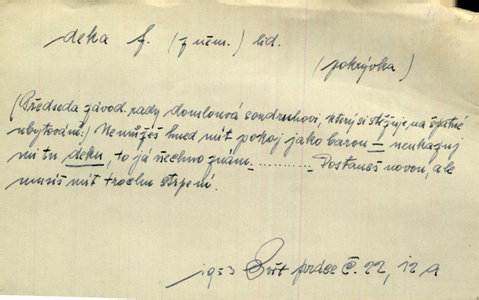 deka f. (z něm.) lid.
(pokrývka)
(Předseda závod. rady domlouvá soudruhovi, který si stěžuje na špatné
ubytování.) Nemůžeš hned mít pokoj jako baron – neukazuj
mi tu deku, to já všechno znám – .......... Dostaneš novou, ale
musíš mít trochu strpení.
1953 prdce č. 22, 12 a